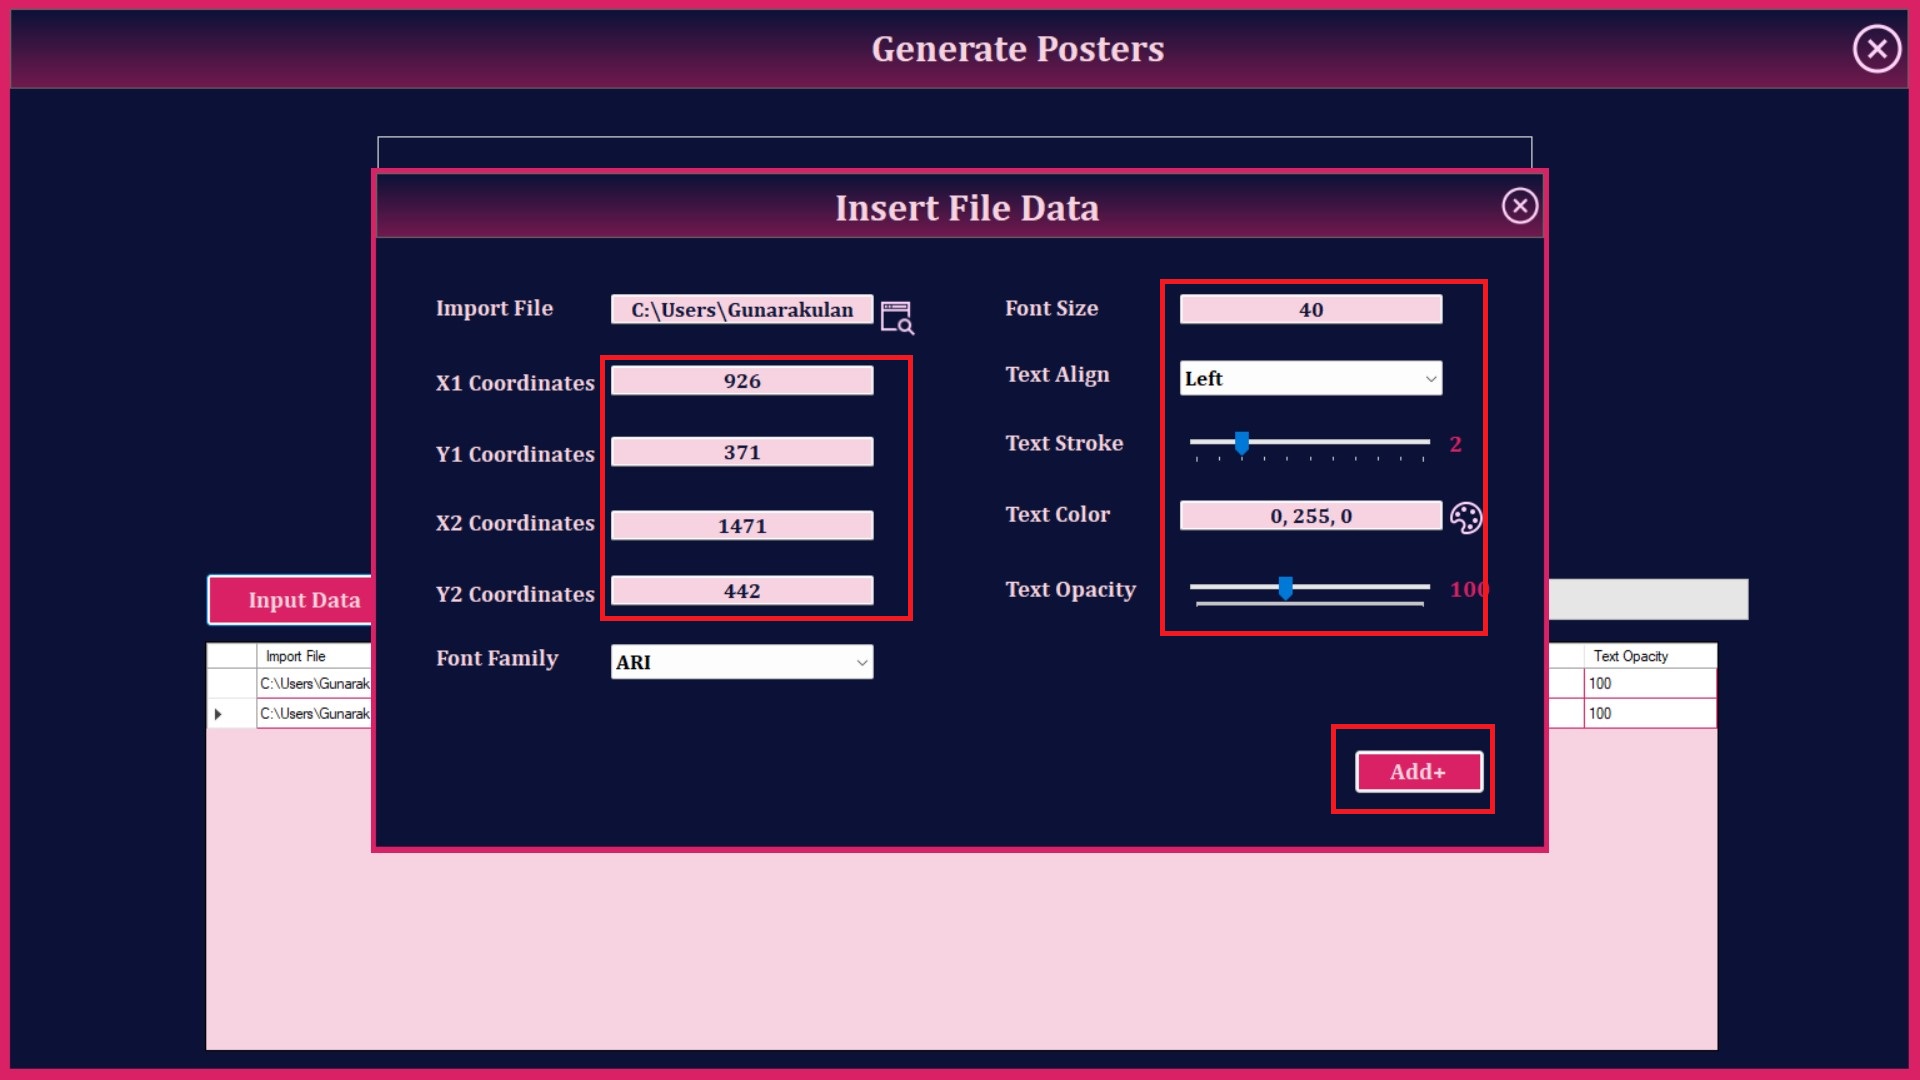 Generate Posters
Insert File Data
Import File C:\Users\Gunarakulan
X1 Coordinates 926
Y1 Coordinates 371
X2 Coordinates 1471
Y2 Coordinates 442
Font Family ARI
Font Size 40
Text Align Left
Text Stroke 2
Text Color 0, 255, 0
Text Opacity 100
Add+
Input Data
Import File Text Opacity
C:\Users\Gunarak 100
C:\Users\Gunarak 100